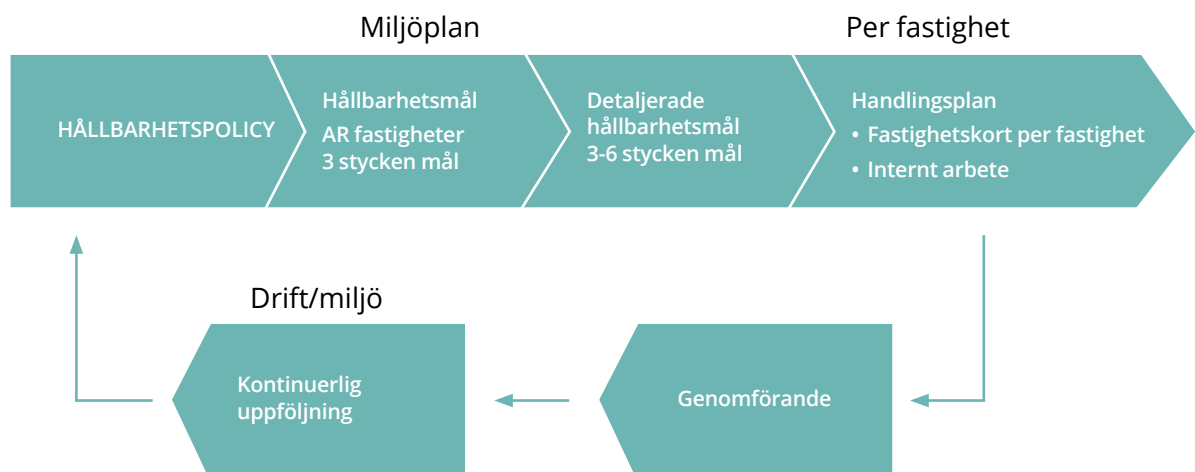 Miljöplan
Per fastighet
HÅLLBARHETSPOLICY
Hållbarhetsmål
AR fastigheter
3 stycken mål
Detaljerade
hållbarhetsmål
3-6 stycken mål
Handlingsplan
• Fastighetskort per fastighet
• Internt arbete
Drift/miljö
Kontinuerlig
uppföljning
Genomförande